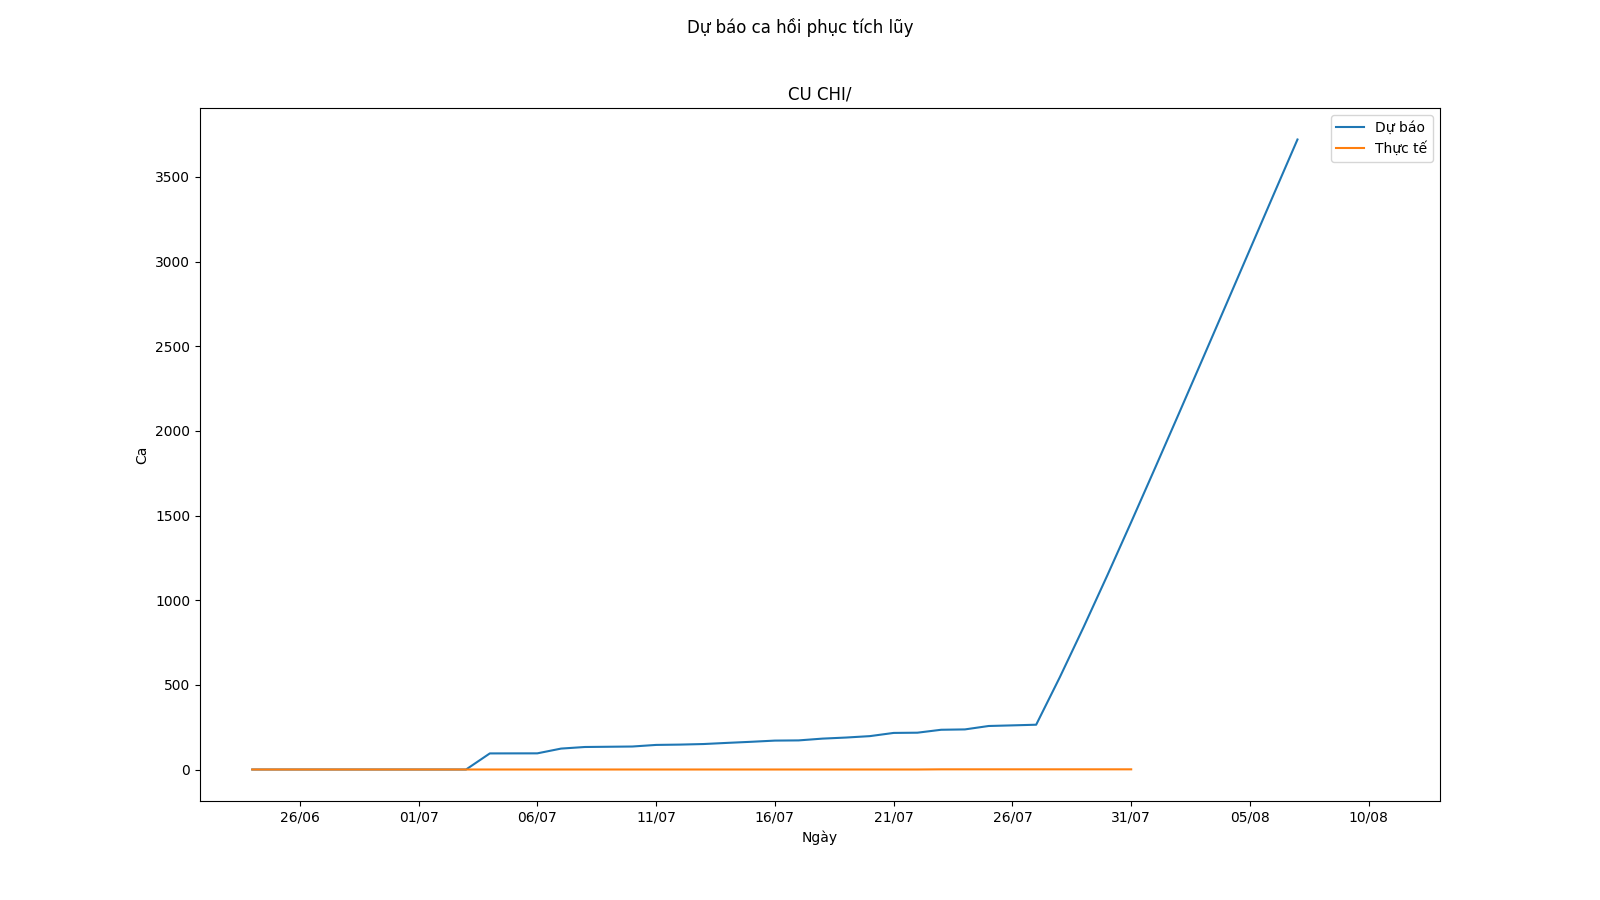 Dự báo ca hồi phục tích lũy
CU CHI/
Dự báo
Thực tế
3500
3000
2500
2000
1500
1000
500
0
Ca
26/06 01/07 06/07 11/07 16/07 21/07 26/07 31/07 05/08 10/08
Ngày